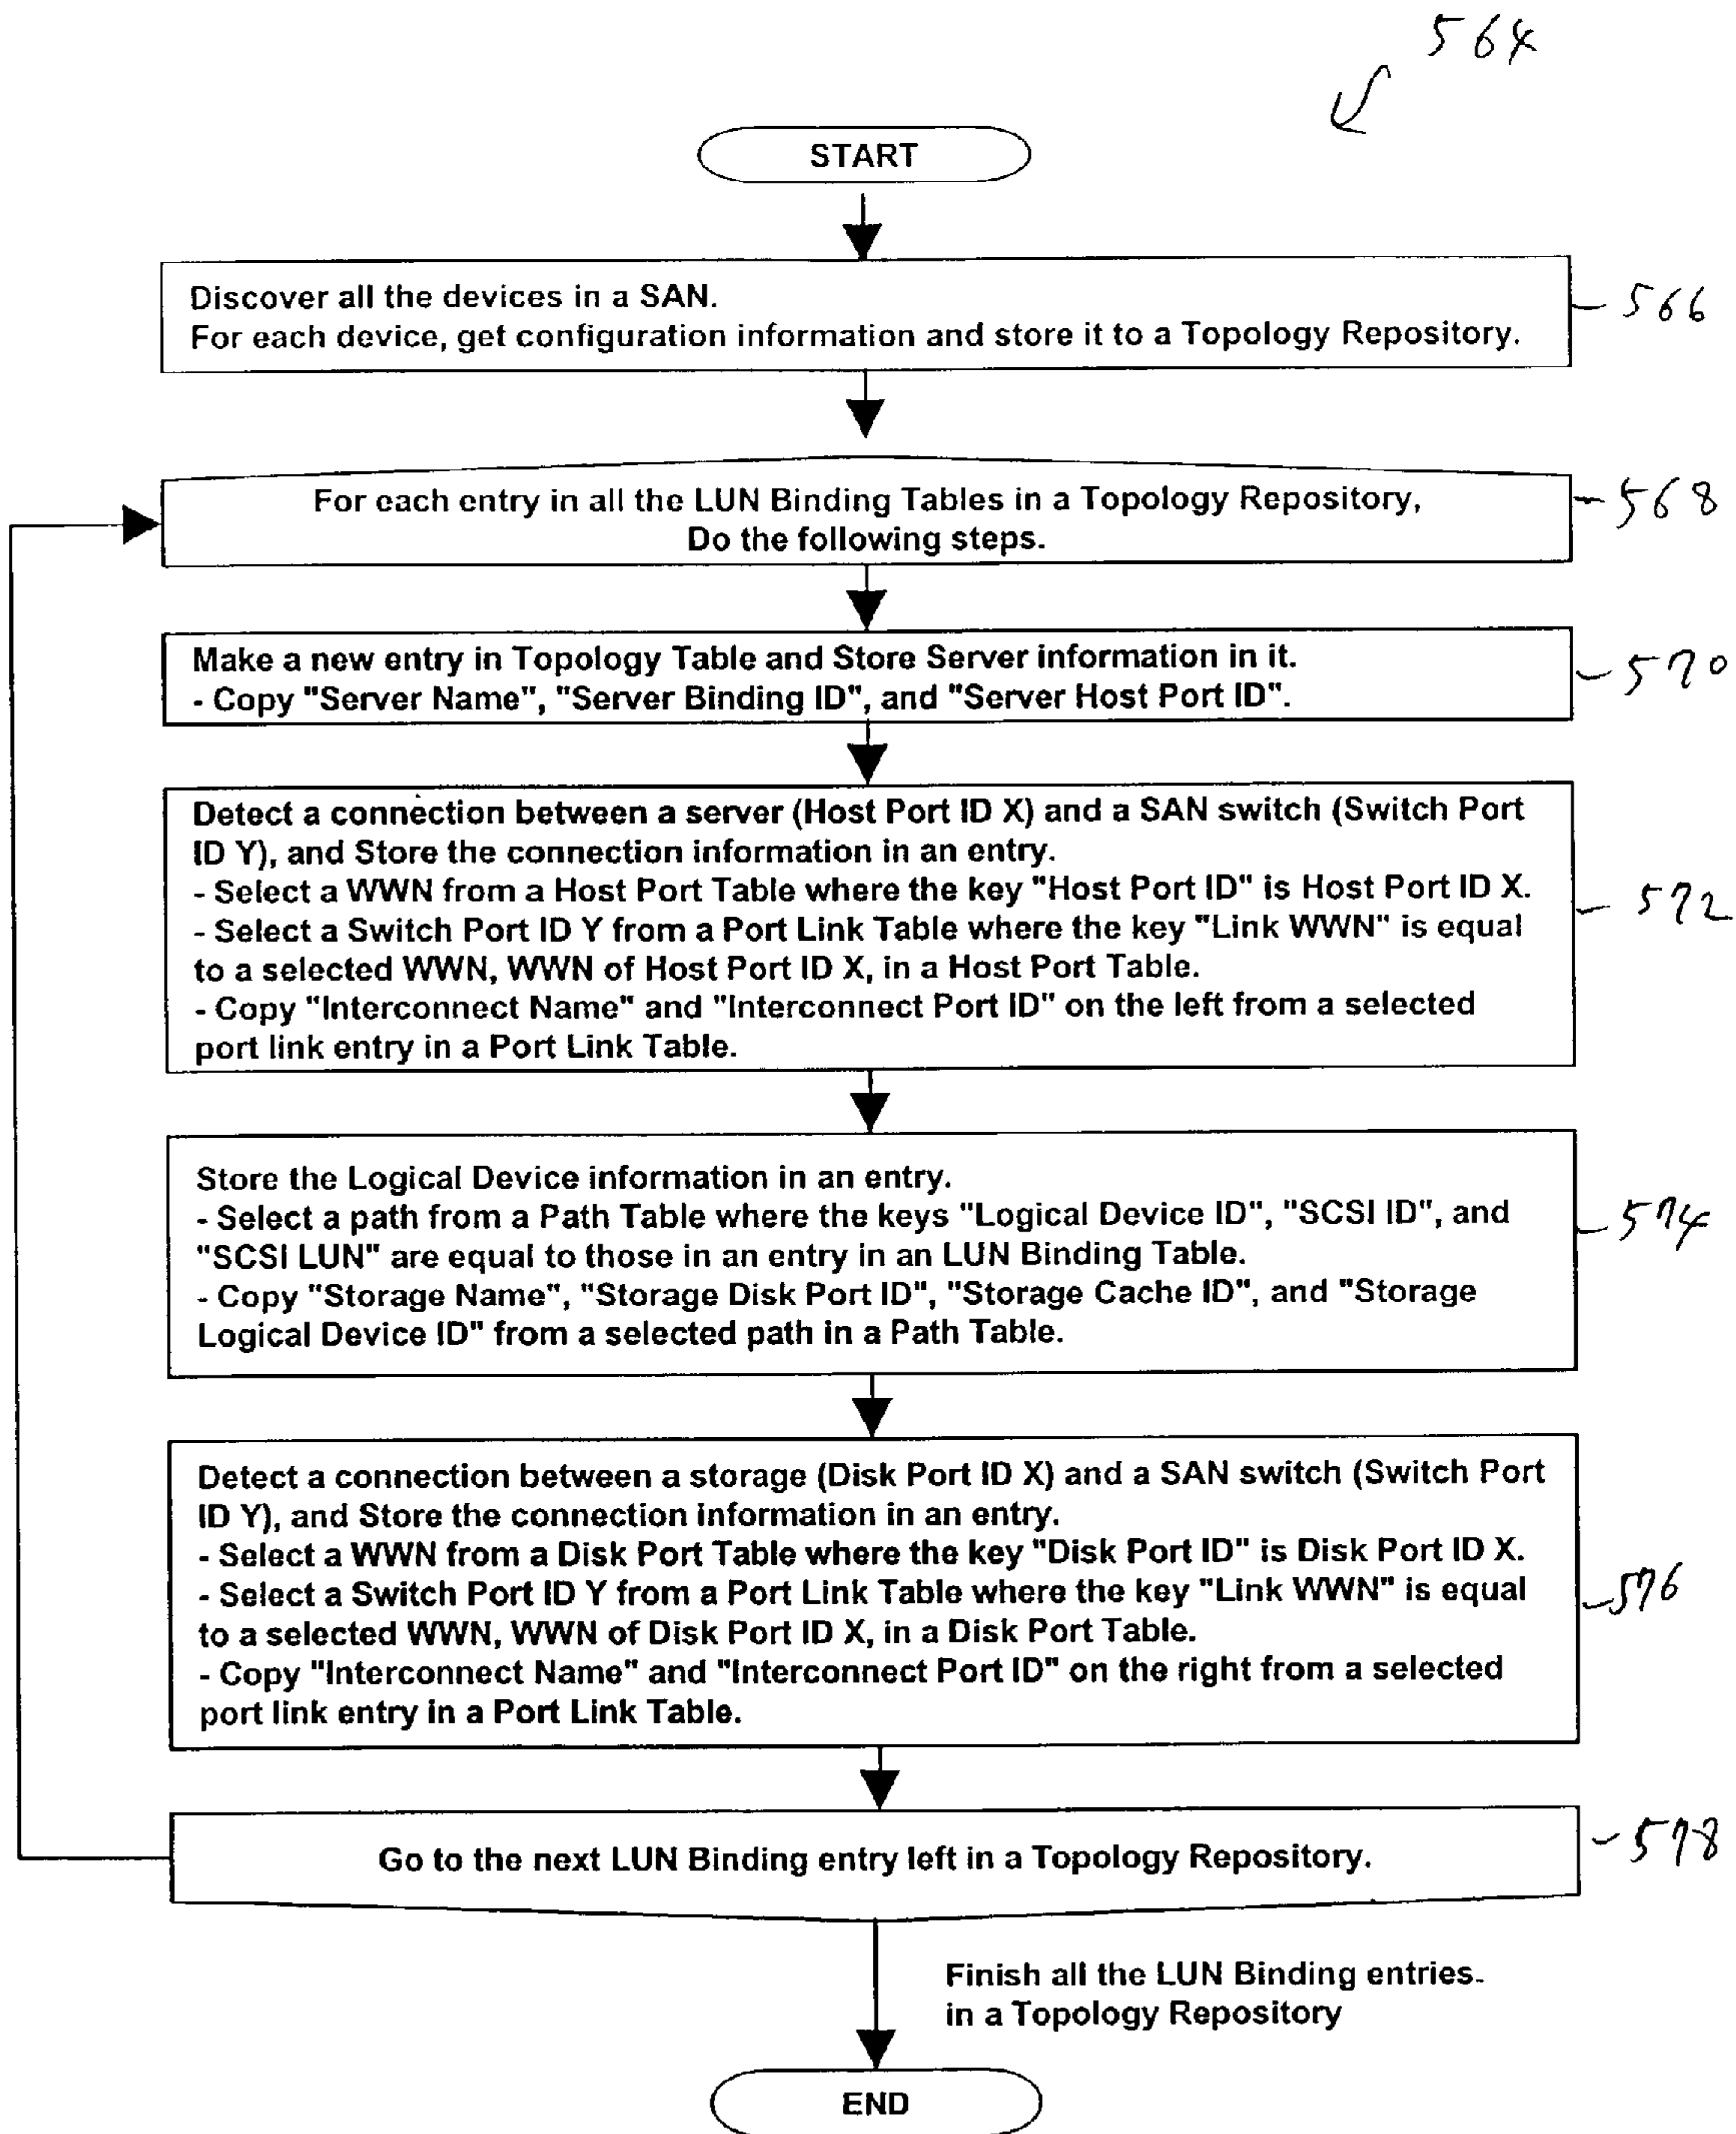 564
START
Discover all the devices in a SAN.
For each device, get configuration information and store it to a Topology Repository.
566
For each entry in all the LUN Binding Tables in a Topology Repository,
Do the following steps.
568
Make a new entry in Topology Table and Store Server information in it.
- Copy "Server Name", "Server Binding ID", and "Server Host Port ID".
570
Detect a connection between a server (Host Port ID X) and a SAN switch (Switch Port
ID Y), and Store the connection information in an entry.
- Select a WWN from a Host Port Table where the key "Host Port ID" is Host Port ID X.
- Select a Switch Port ID Y from a Port Link Table where the key "Link WWN" is equal
to a selected WWN, WWN of Host Port ID X, in a Host Port Table.
- Copy "Interconnect Name" and "Interconnect Port ID" on the left from a selected
port link entry in a Port Link Table.
572
Store the Logical Device information in an entry.
- Select a path from a Path Table where the keys "Logical Device ID", "SCSI ID", and
"SCSI LUN" are equal to those in an entry in an LUN Binding Table.
- Copy "Storage Name", "Storage Disk Port ID", "Storage Cache ID", and "Storage
Logical Device ID" from a selected path in a Path Table.
574
Detect a connection between a storage (Disk Port ID X) and a SAN switch (Switch Port
ID Y), and Store the connection information in an entry.
- Select a WWN from a Disk Port Table where the key "Disk Port ID" is Disk Port ID X.
- Select a Switch Port ID Y from a Port Link Table where the key "Link WWN" is equal
to a selected WWN, WWN of Disk Port ID X, in a Disk Port Table.
- Copy "Interconnect Name" and "Interconnect Port ID" on the right from a selected
port link entry in a Port Link Table.
576
Go to the next LUN Binding entry left in a Topology Repository.
578
Finish all the LUN Binding entries
in a Topology Repository
END